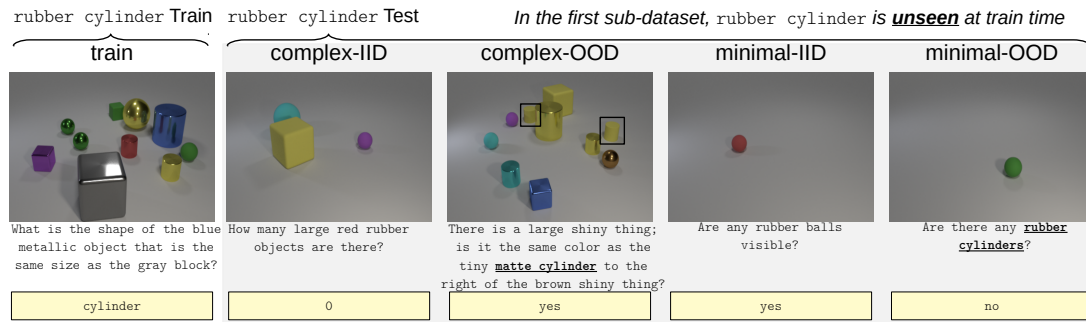 rubber cylinder Train
rubber cylinder Test
In the first sub-dataset, rubber cylinder is unseen at train time
train
complex-IID
complex-OOD
minimal-IID
minimal-OOD
What is the shape of the blue
metallic object that is the
same size as the gray block?
How many large red rubber
objects are there?
There is a large shiny thing;
is it the same color as the
tiny matte cylinder to the
right of the brown shiny thing?
Are any rubber balls
visible?
Are there any rubber
cylinders?
cylinder
0
yes
yes
no